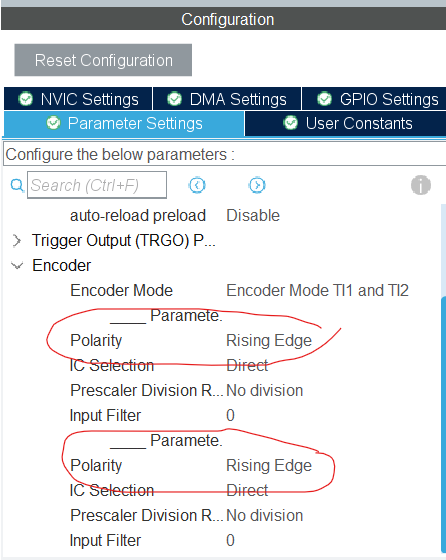 Configuration
Reset Configuration
NVIC Settings DMA Settings GPIO Settings
Parameter Settings User Constants
Configure the below parameters :
Search (Ctrl+F)
auto-reload preload Disable
Trigger Output (TRGO) P...
Encoder
Encoder Mode Encoder Mode TI1 and TI2
____ Paramete.
Polarity Rising Edge
IC Selection Direct
Prescaler Division R... No division
Input Filter 0
____ Paramete.
Polarity Rising Edge
IC Selection Direct
Prescaler Division R... No division
Input Filter 0